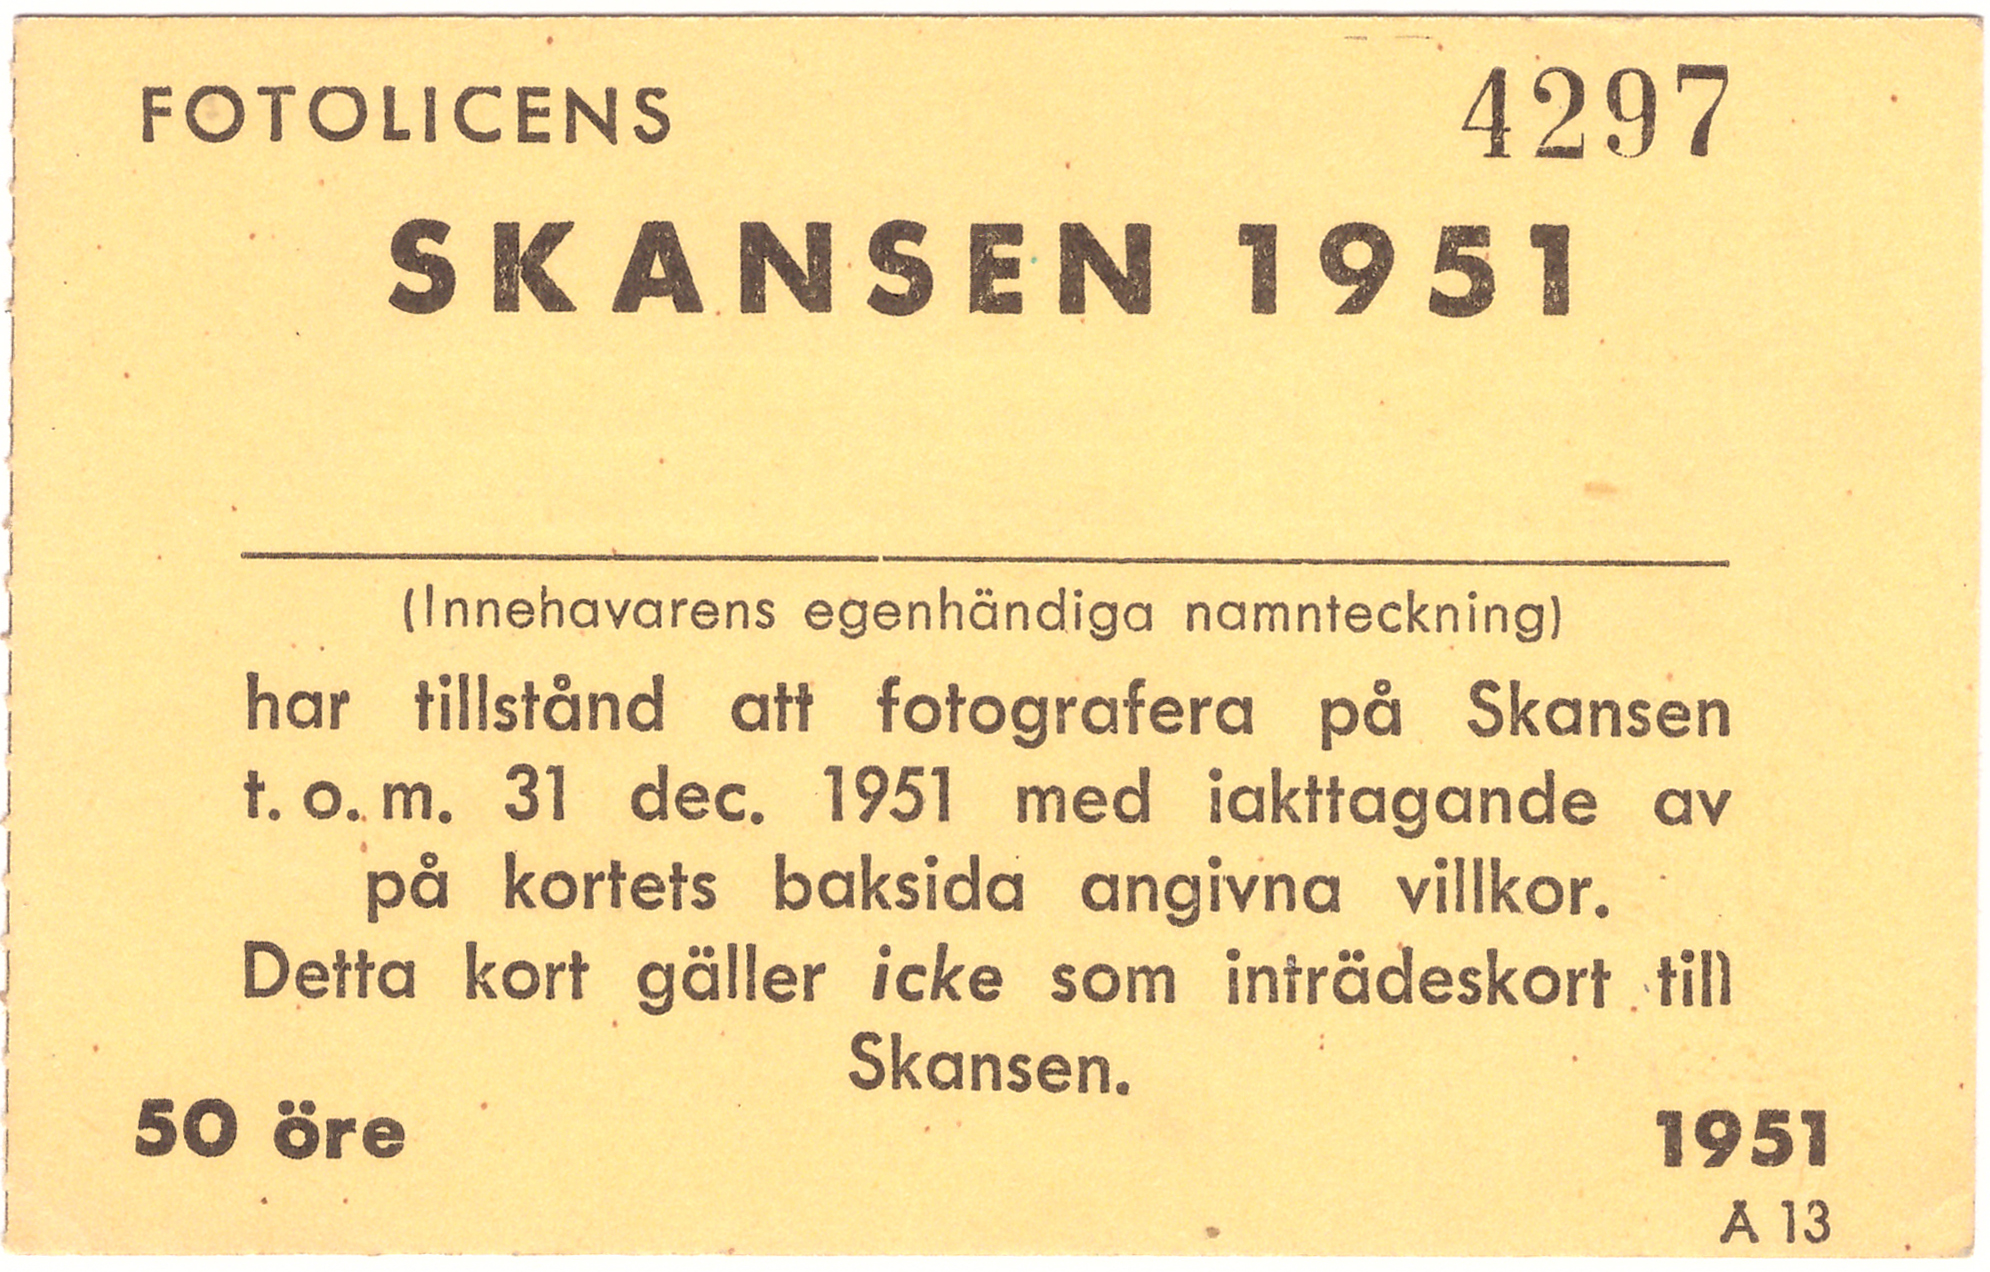 FOTOLICENS 4297
SKANSEN 1951
(Innehavarens egenhändiga namnteckning)
har tillstånd att fotografera på Skansen
t. o. m. 31 dec. 1951 med iakttagande av
på kortets baksida angivna villkor.
Detta kort gäller icke som inträdeskort till
Skansen.
50 öre 1951
A 13